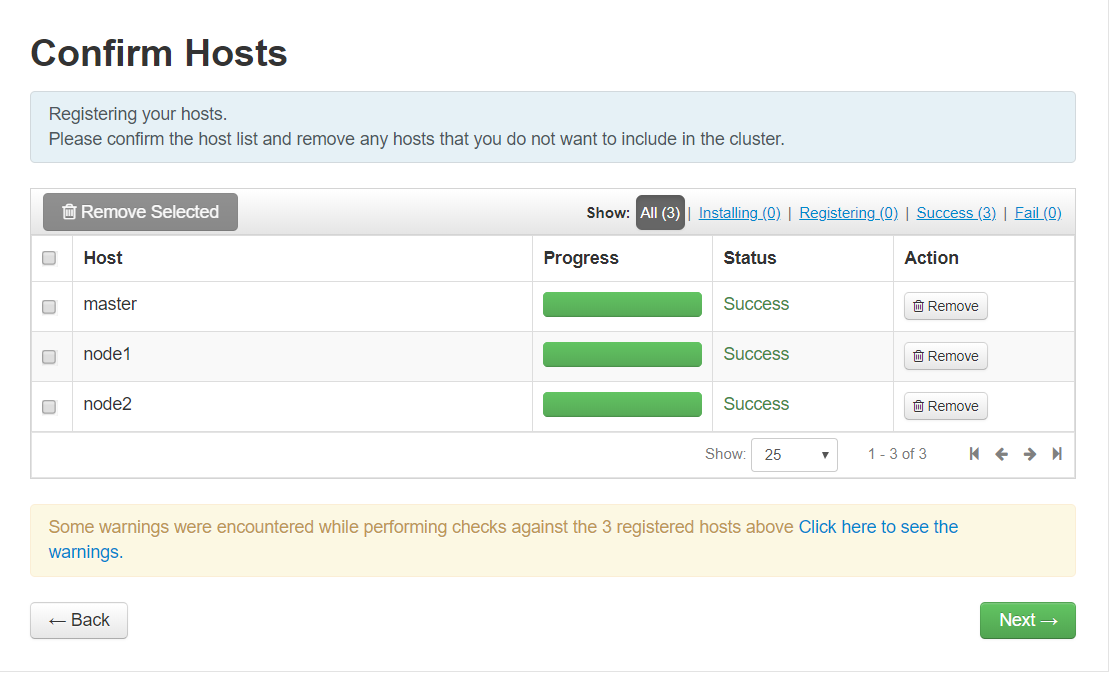 Confirm Hosts
Registering your hosts.
Please confirm the host list and remove any hosts that you do not want to include in the cluster.
Remove Selected
Show: All (3) | Installing (0) | Registering (0) | Success (3) | Fail (0)
Host Progress Status Action
master Success Remove
node1 Success Remove
node2 Success Remove
Show: 25 1 - 3 of 3
Some warnings were encountered while performing checks against the 3 registered hosts above Click here to see the
warnings.
← Back
Next →